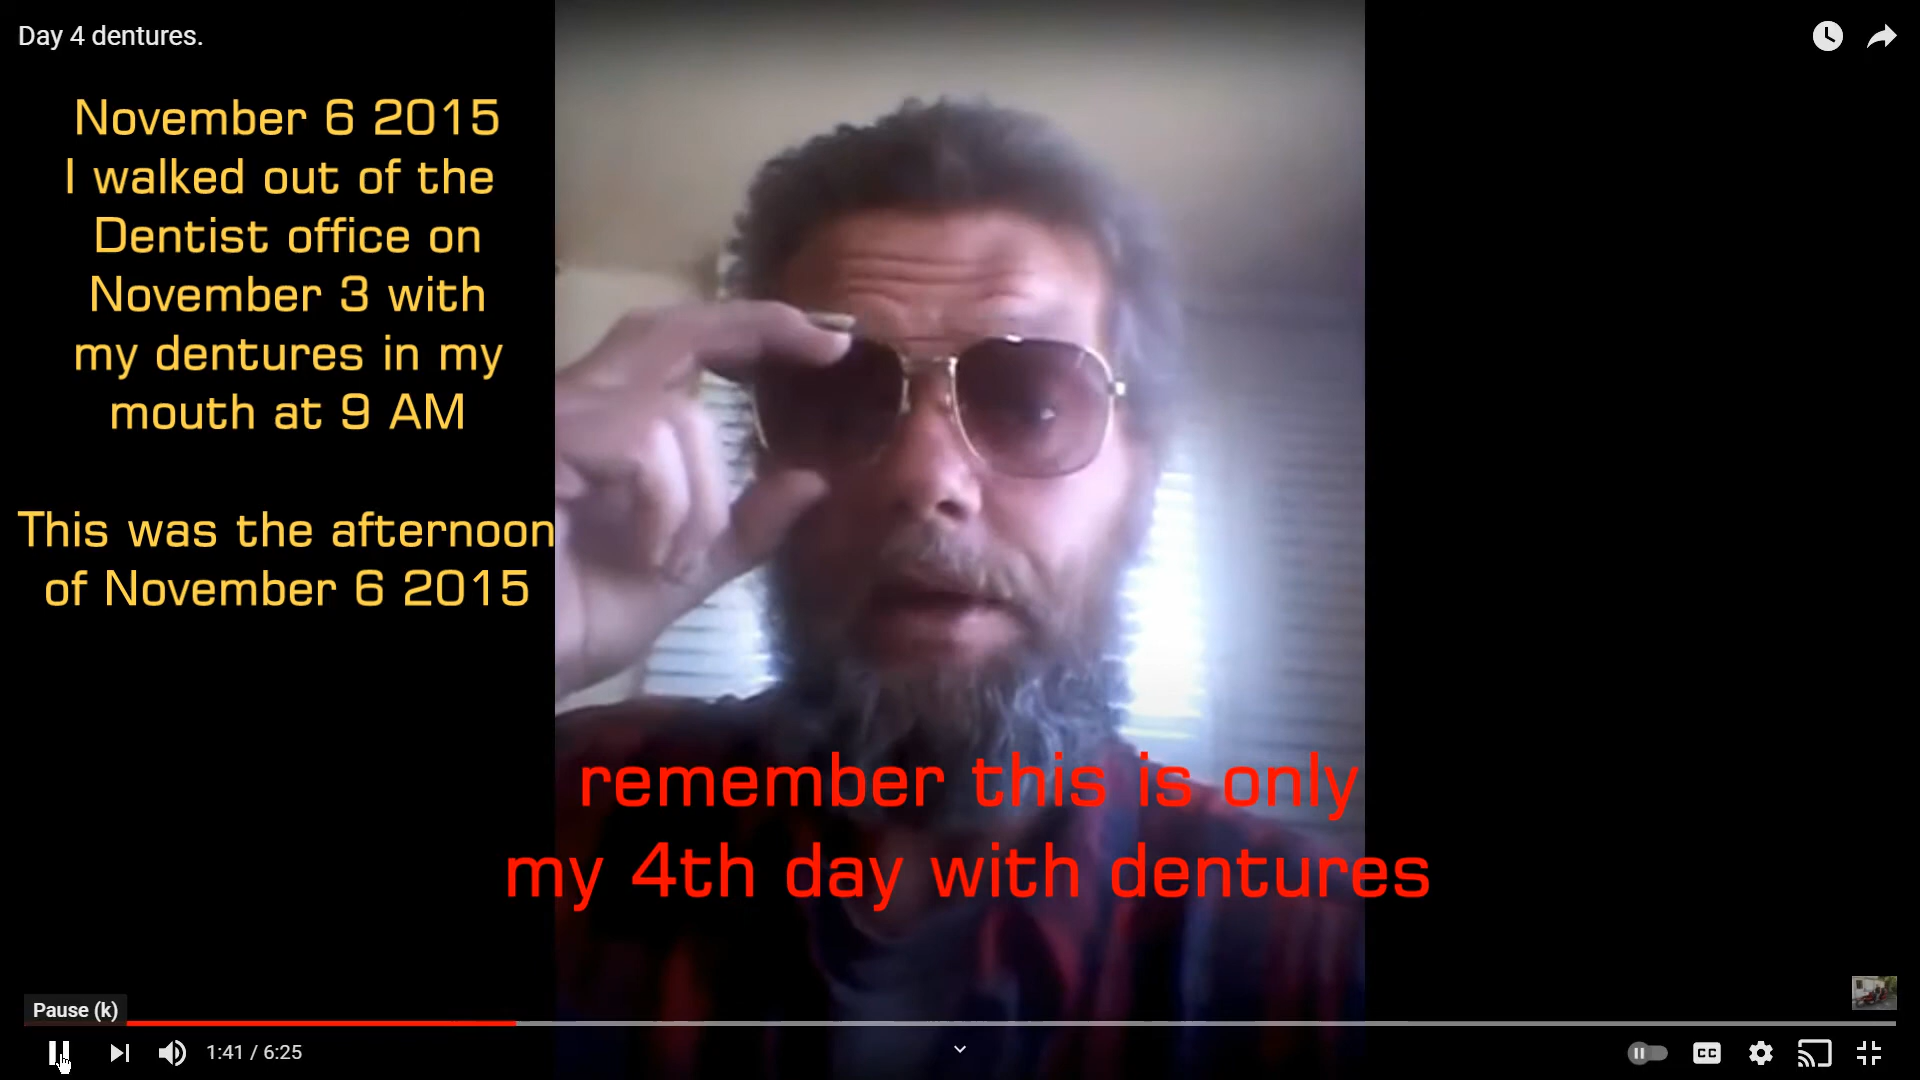 Day 4 dentures.
November 6 2015
I walked out of the
Dentist office on
November 3 with
my dentures in my
mouth at 9 AM
This was the afternoon
of November 6 2015
remember this is only
my 4th day with dentures
Pause (k)
1:41 / 6:25
CC